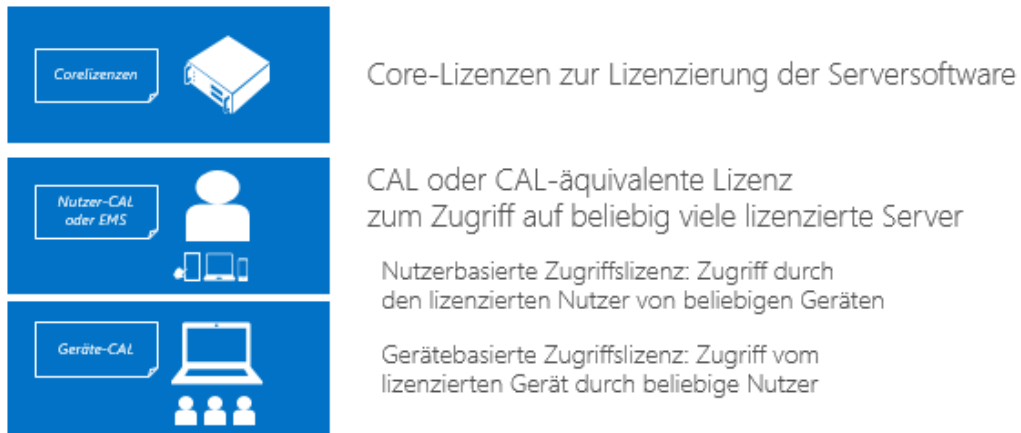 Corelizenzen
Core-Lizenzen zur Lizenzierung der Serversoftware
Nutzer-CAL
oder EMS
CAL oder CAL-äquivalente Lizenz
zum Zugriff auf beliebig viele lizenzierte Server
Nutzerbasierte Zugriffslizenz: Zugriff durch
den lizenzierten Nutzer von beliebigen Geräten
Geräte-CAL
Gerätebasierte Zugriffslizenz: Zugriff vom
lizenzierten Gerät durch beliebige Nutzer